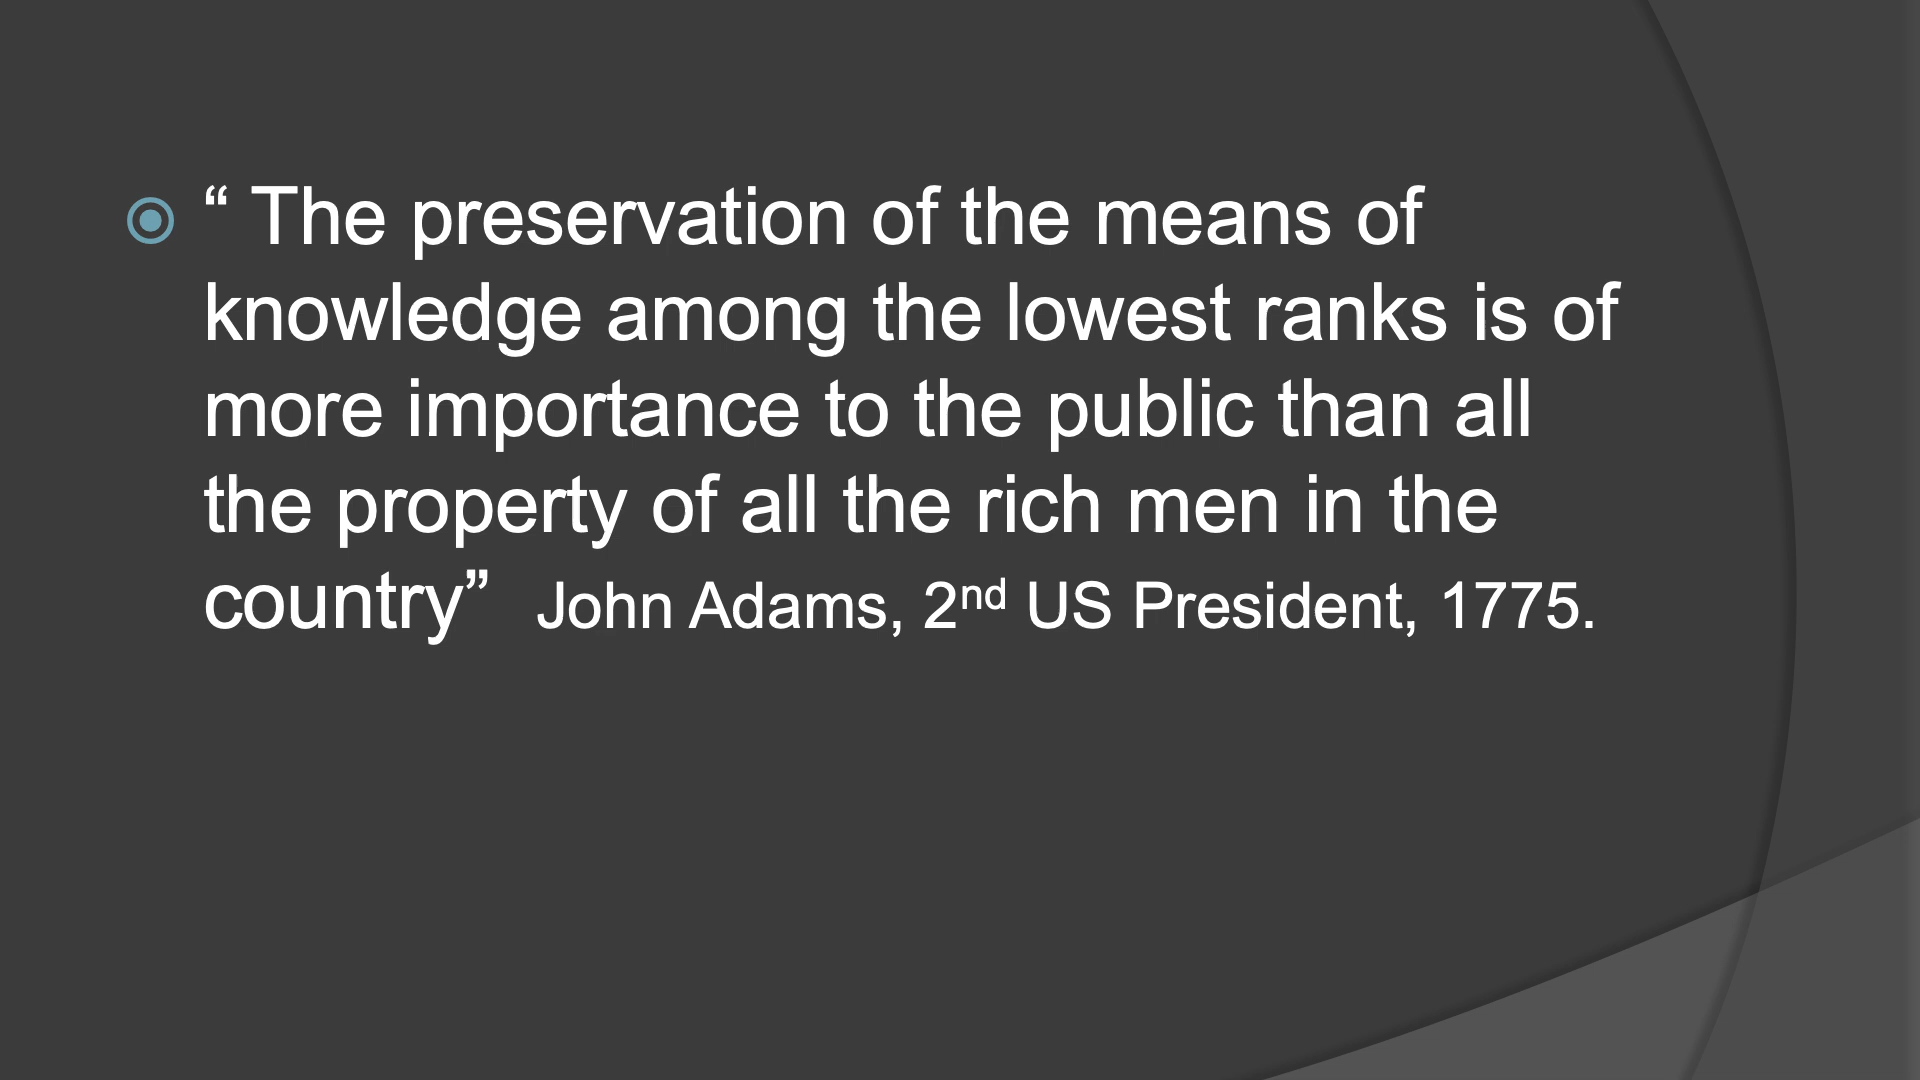 “ The preservation of the means of
knowledge among the lowest ranks is of
more importance to the public than all
the property of all the rich men in the
country”  John Adams, 2nd US President, 1775.